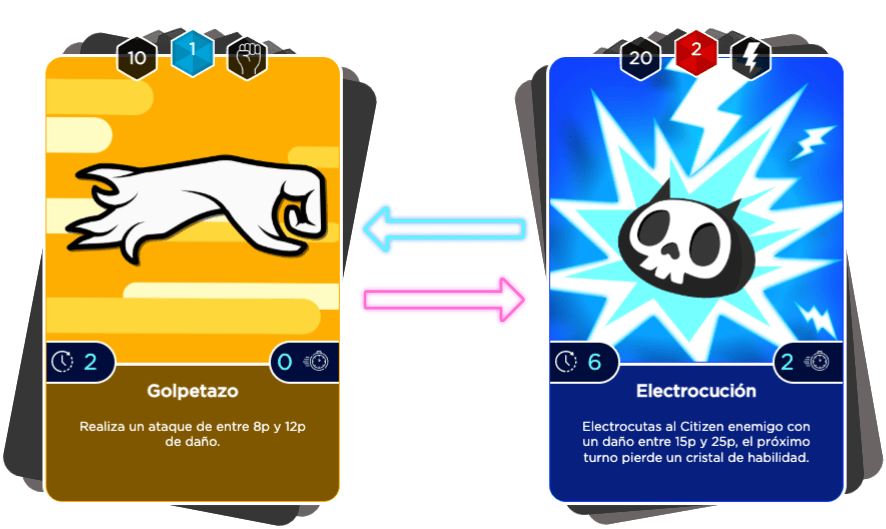 10
1
2
0
Golpetazo
Realiza un ataque de entre 8p y 12p
de daño.
20
2
6
2
Electrocución
Electrocutas al Citizen enemigo con
un daño entre 15p y 25p, el próximo
turno pierde un cristal de habilidad.